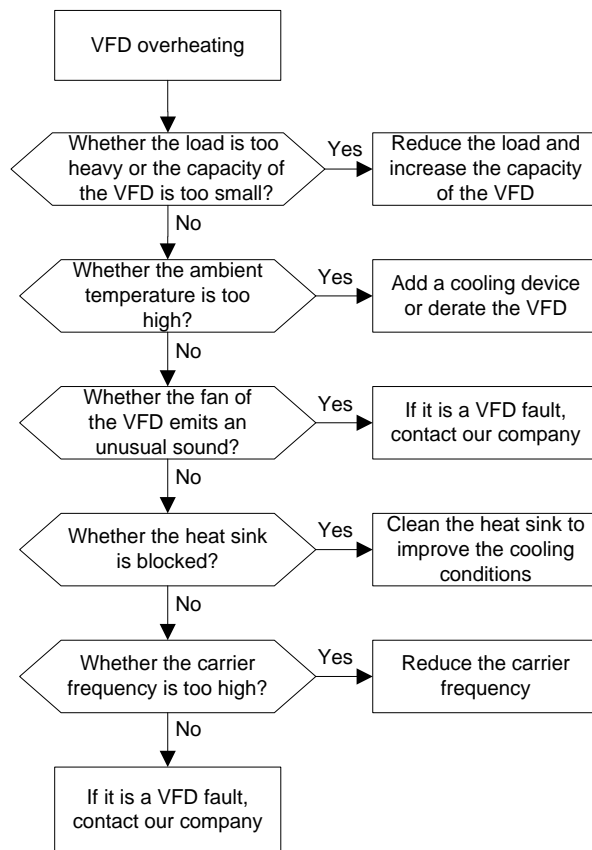 VFD overheating
Whether the load is too
heavy or the capacity of
the VFD is too small?
Yes
Reduce the load and
increase the capacity
of the VFD
No
Whether the ambient
temperature is too
high?
Yes
Add a cooling device
or derate the VFD
No
Whether the fan of
the VFD emits an
unusual sound?
Yes
If it is a VFD fault,
contact our company
No
Whether the heat sink
is blocked?
Yes
Clean the heat sink to
improve the cooling
conditions
No
Whether the carrier
frequency is too high?
Yes
Reduce the carrier
frequency
No
If it is a VFD fault,
contact our company